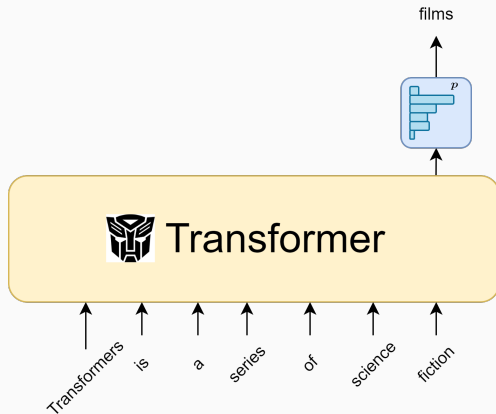 films
p
Transformer
Transformers is a series of science fiction